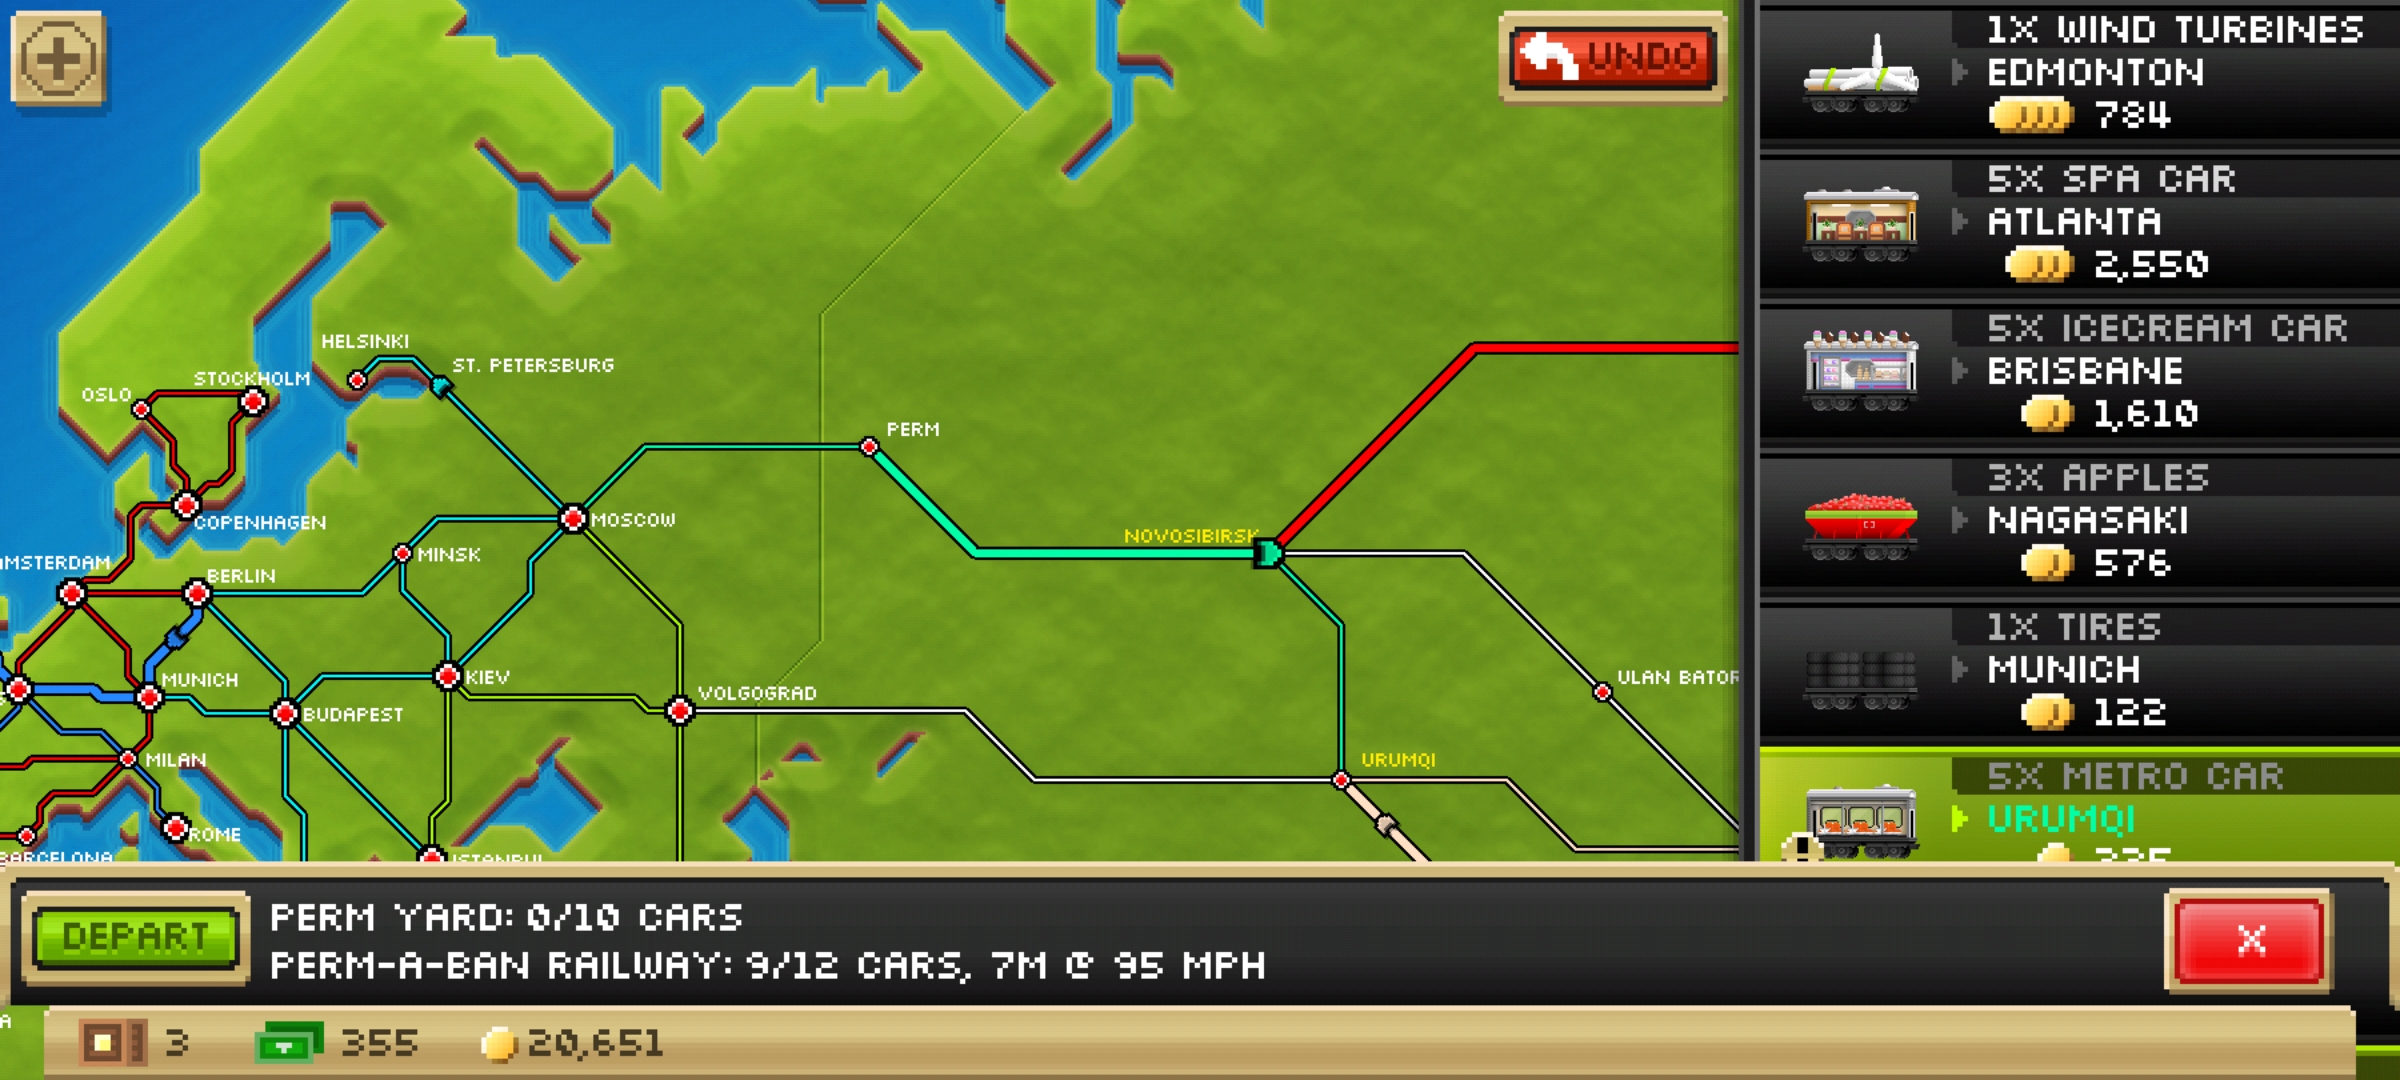 UNDO
HELSINKI
ST. PETERSBURG
STOCKHOLM
OSLO
PERM
COPENHAGEN
MOSCOW
NOVOSIBIRSK
MINSK
AMSTERDAM
BERLIN
KIEV
MUNICH
ULAN BATOR
VOLGOGRAD
BUDAPEST
MILAN
URUMQI
ROME
BARCELONA
ISTANBUL
1X WIND TURBINES
EDMONTON
784
5X SPA CAR
ATLANTA
2,550
5X ICECREAM CAR
BRISBANE
1,610
3X APPLES
NAGASAKI
576
1X TIRES
MUNICH
122
5X METRO CAR
URUMQI
DEPART
PERM YARD: 0/10 CARS
PERM-A-BAN RAILWAY: 9/12 CARS, 7M @ 95 MPH
X
3
355
20,651